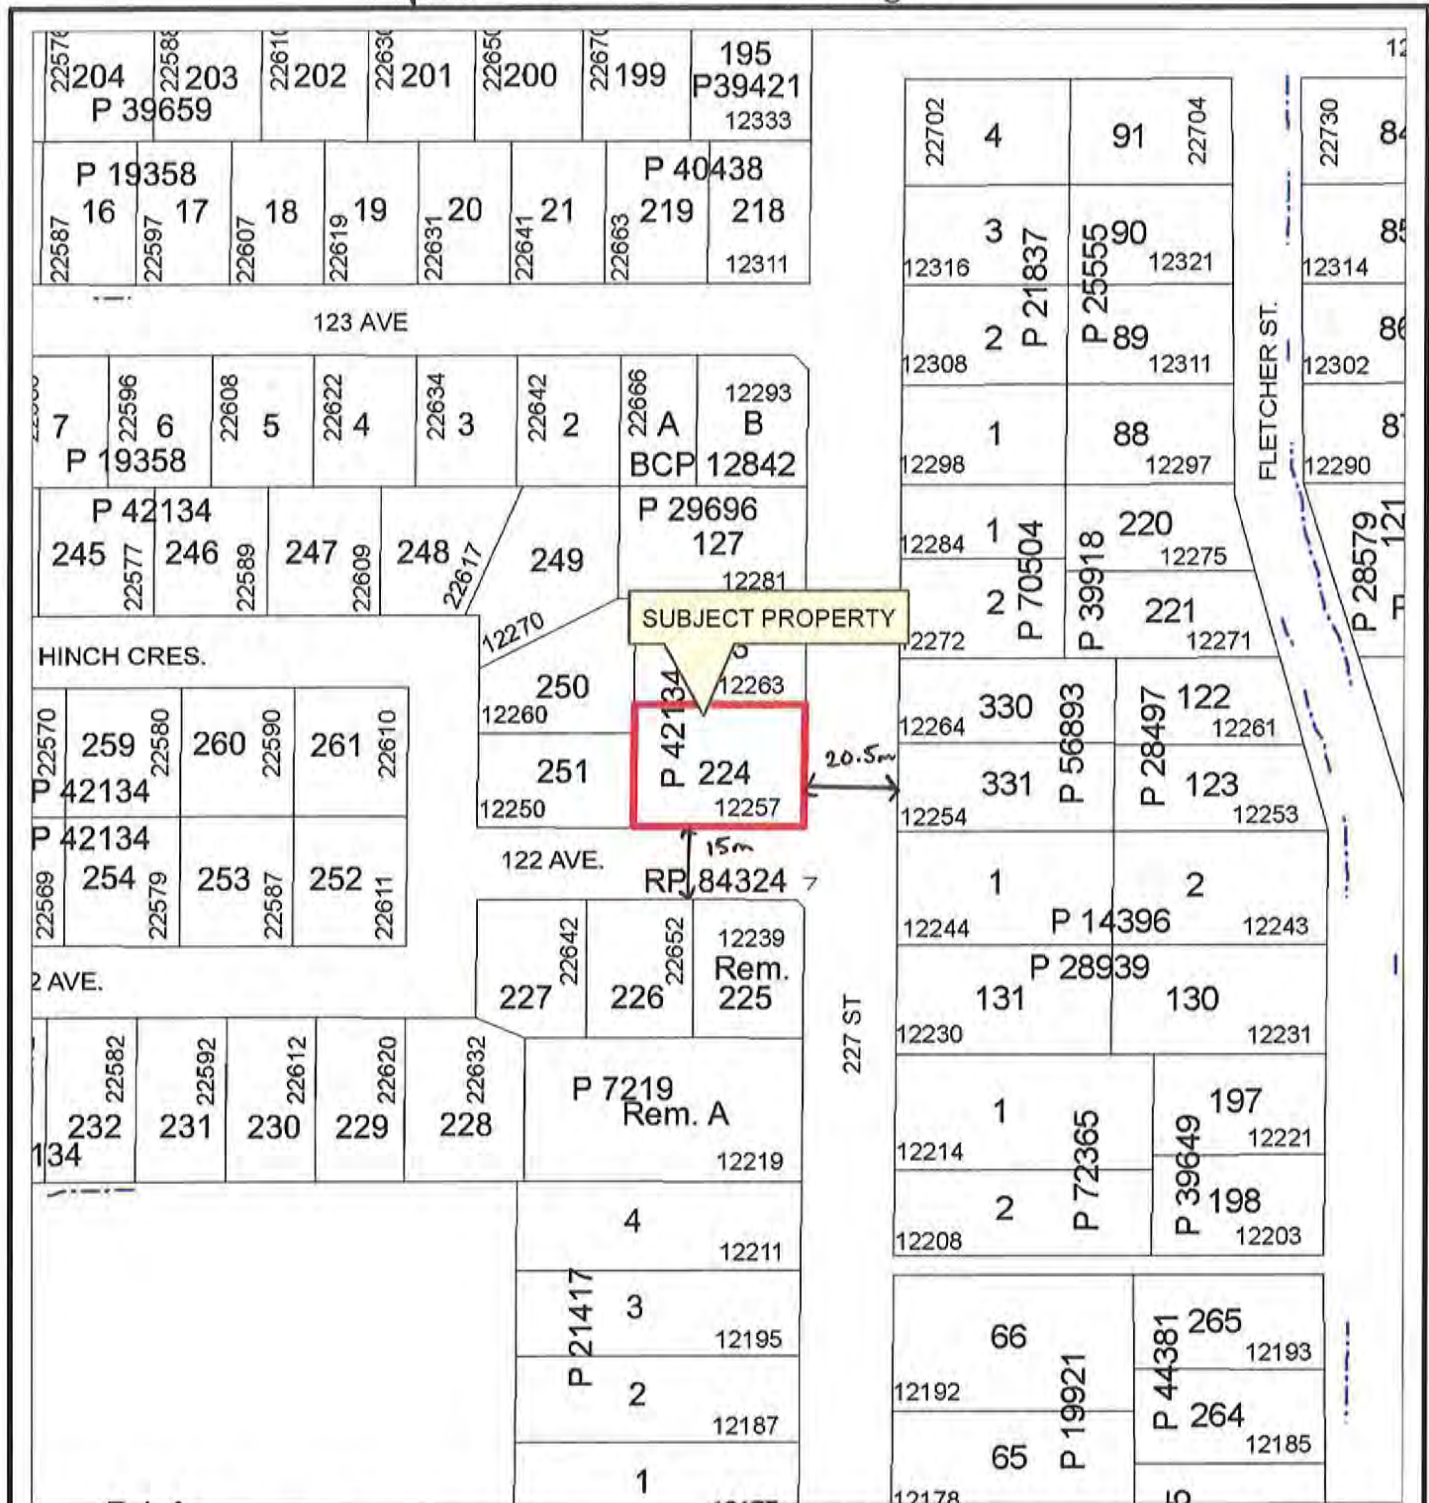 22576 204 22588 203 22610 202 22630 201 22650 200 22670 199 195
P 39659 P39421
12333
P 19358 P 40438
16 17 18 19 20 21 219 218
22587 22597 22607 22619 22631 22641 22663 12311
123 AVE
7 22596 6 22608 5 22622 4 22634 3 22642 2 22666 A 12293 B
P 19358 BCP 12842
P 42134 P 29696
245 22577 246 22589 247 22609 248 22617 249 127
12281
12270
SUBJECT PROPERTY
HINCH CRES.
250 12263
12260
22570 259 22580 260 22590 261 22610 251 P 42134 224 20.5m
P 42134 12250 12257
P 42134
22569 254 22579 253 22587 252 22611
122 AVE. 15m
RP 84324
2 AVE.
227 22642 226 22652 12239
Rem.
225
227 ST
22582 22592 22612 22620 22632
232 231 230 229 228
134
P 7219
Rem. A
12219
4
12211
P 21417
3
12195
2
12187
1
22702 4 91 22704 22730
3 90
12316 12321 12314
P 21837 P 25555
2 89
12308 12311 12302
FLETCHER ST.
1 88
12298 12297 12290
1 220
12284 12275
P 70504 P 39918 P 28579 121
2 221
12272 12271
330 122
12264 12261
P 56893 P 28497
331 123
12254 12253
1 2
12244 P 14396 12243
P 28939
131 130
12230 12231
1 197
12214 12221
P 72365 P 39649
2 198
12208 12203
66 265
12192 12193
P 19921 P 44381
65 264
12185
12178